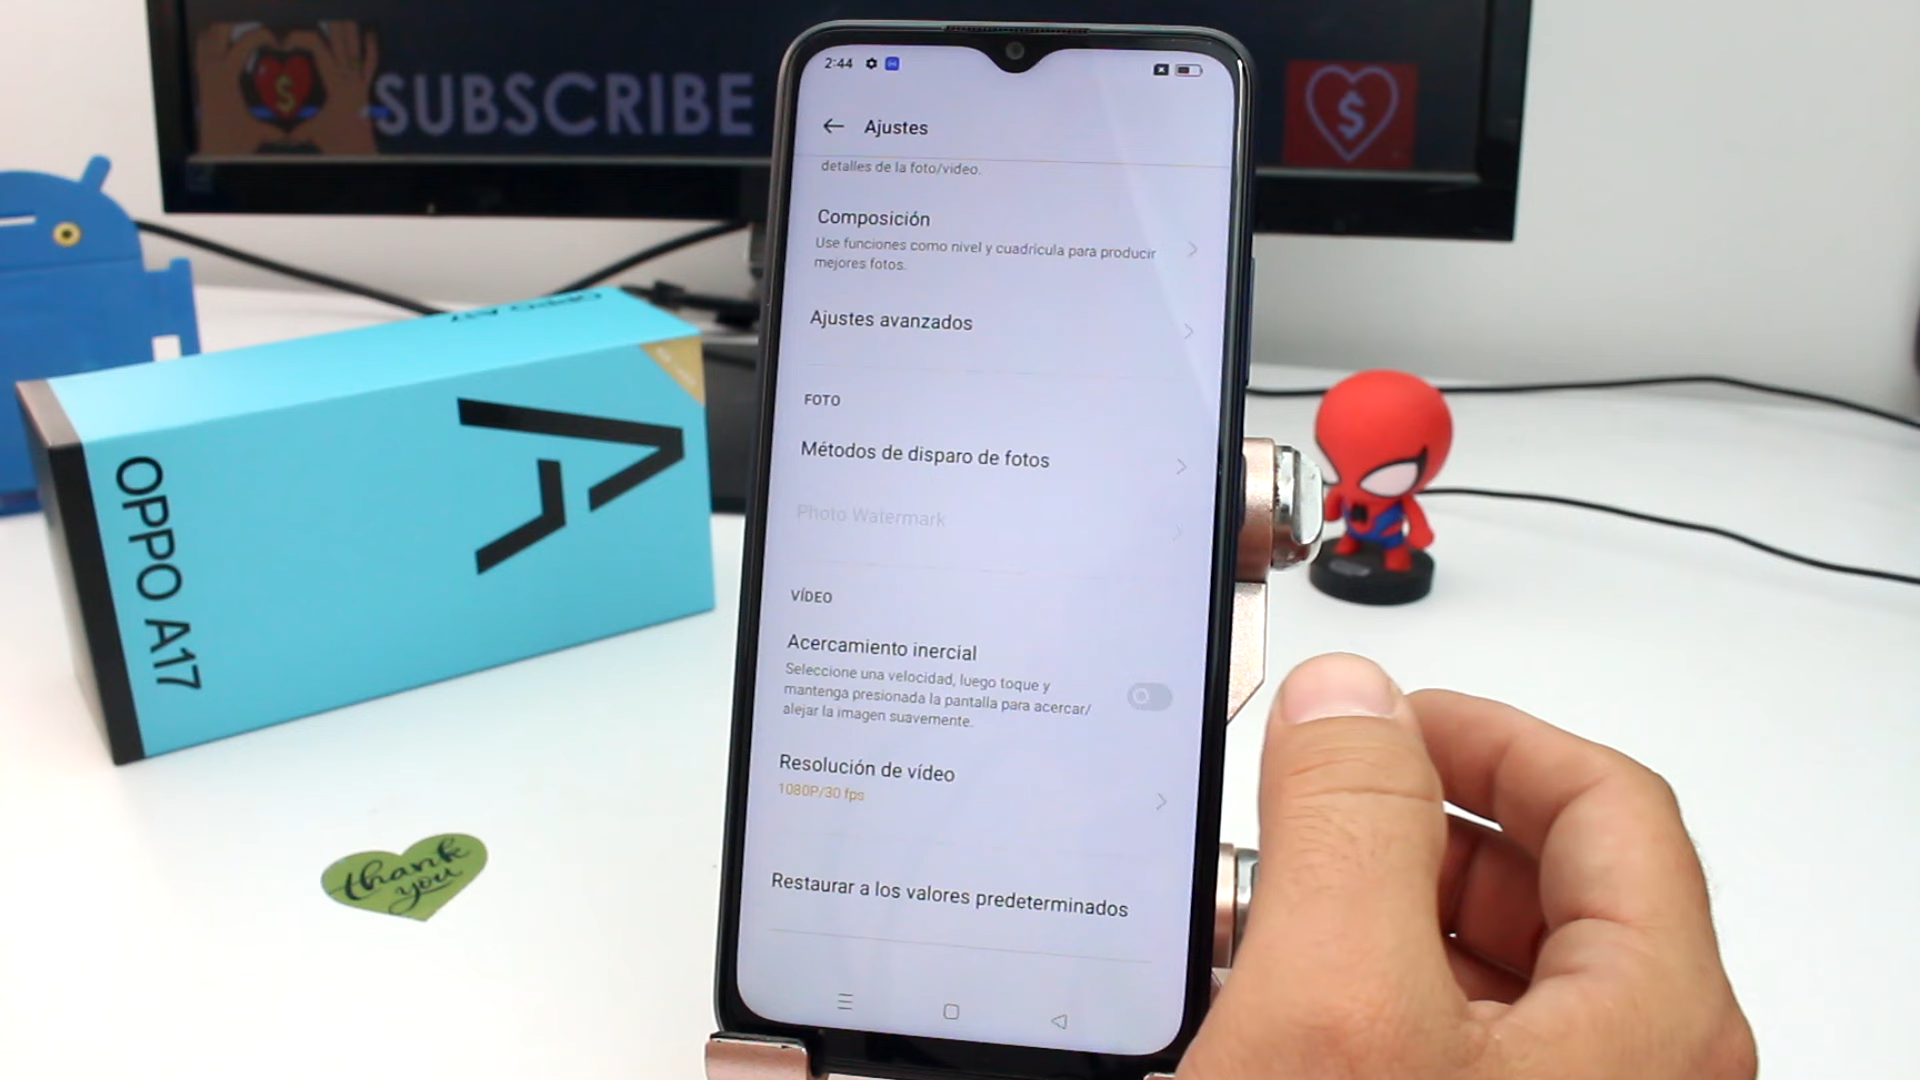 SUBSCRIBE
$
$
2:44
Ajustes
detalles de la foto/video.
Composición
Use funciones como nivel y cuadrícula para producir
mejores fotos.
Ajustes avanzados
FOTO
Métodos de disparo de fotos
Photo Watermark
VÍDEO
Acercamiento inercial
Seleccione una velocidad, luego toque y
mantenga presionada la pantalla para acercar/
alejar la imagen suavemente.
Resolución de vídeo
1080P/30 fps
Restaurar a los valores predeterminados
OPPO A17
A
OPPO A17
thank
you